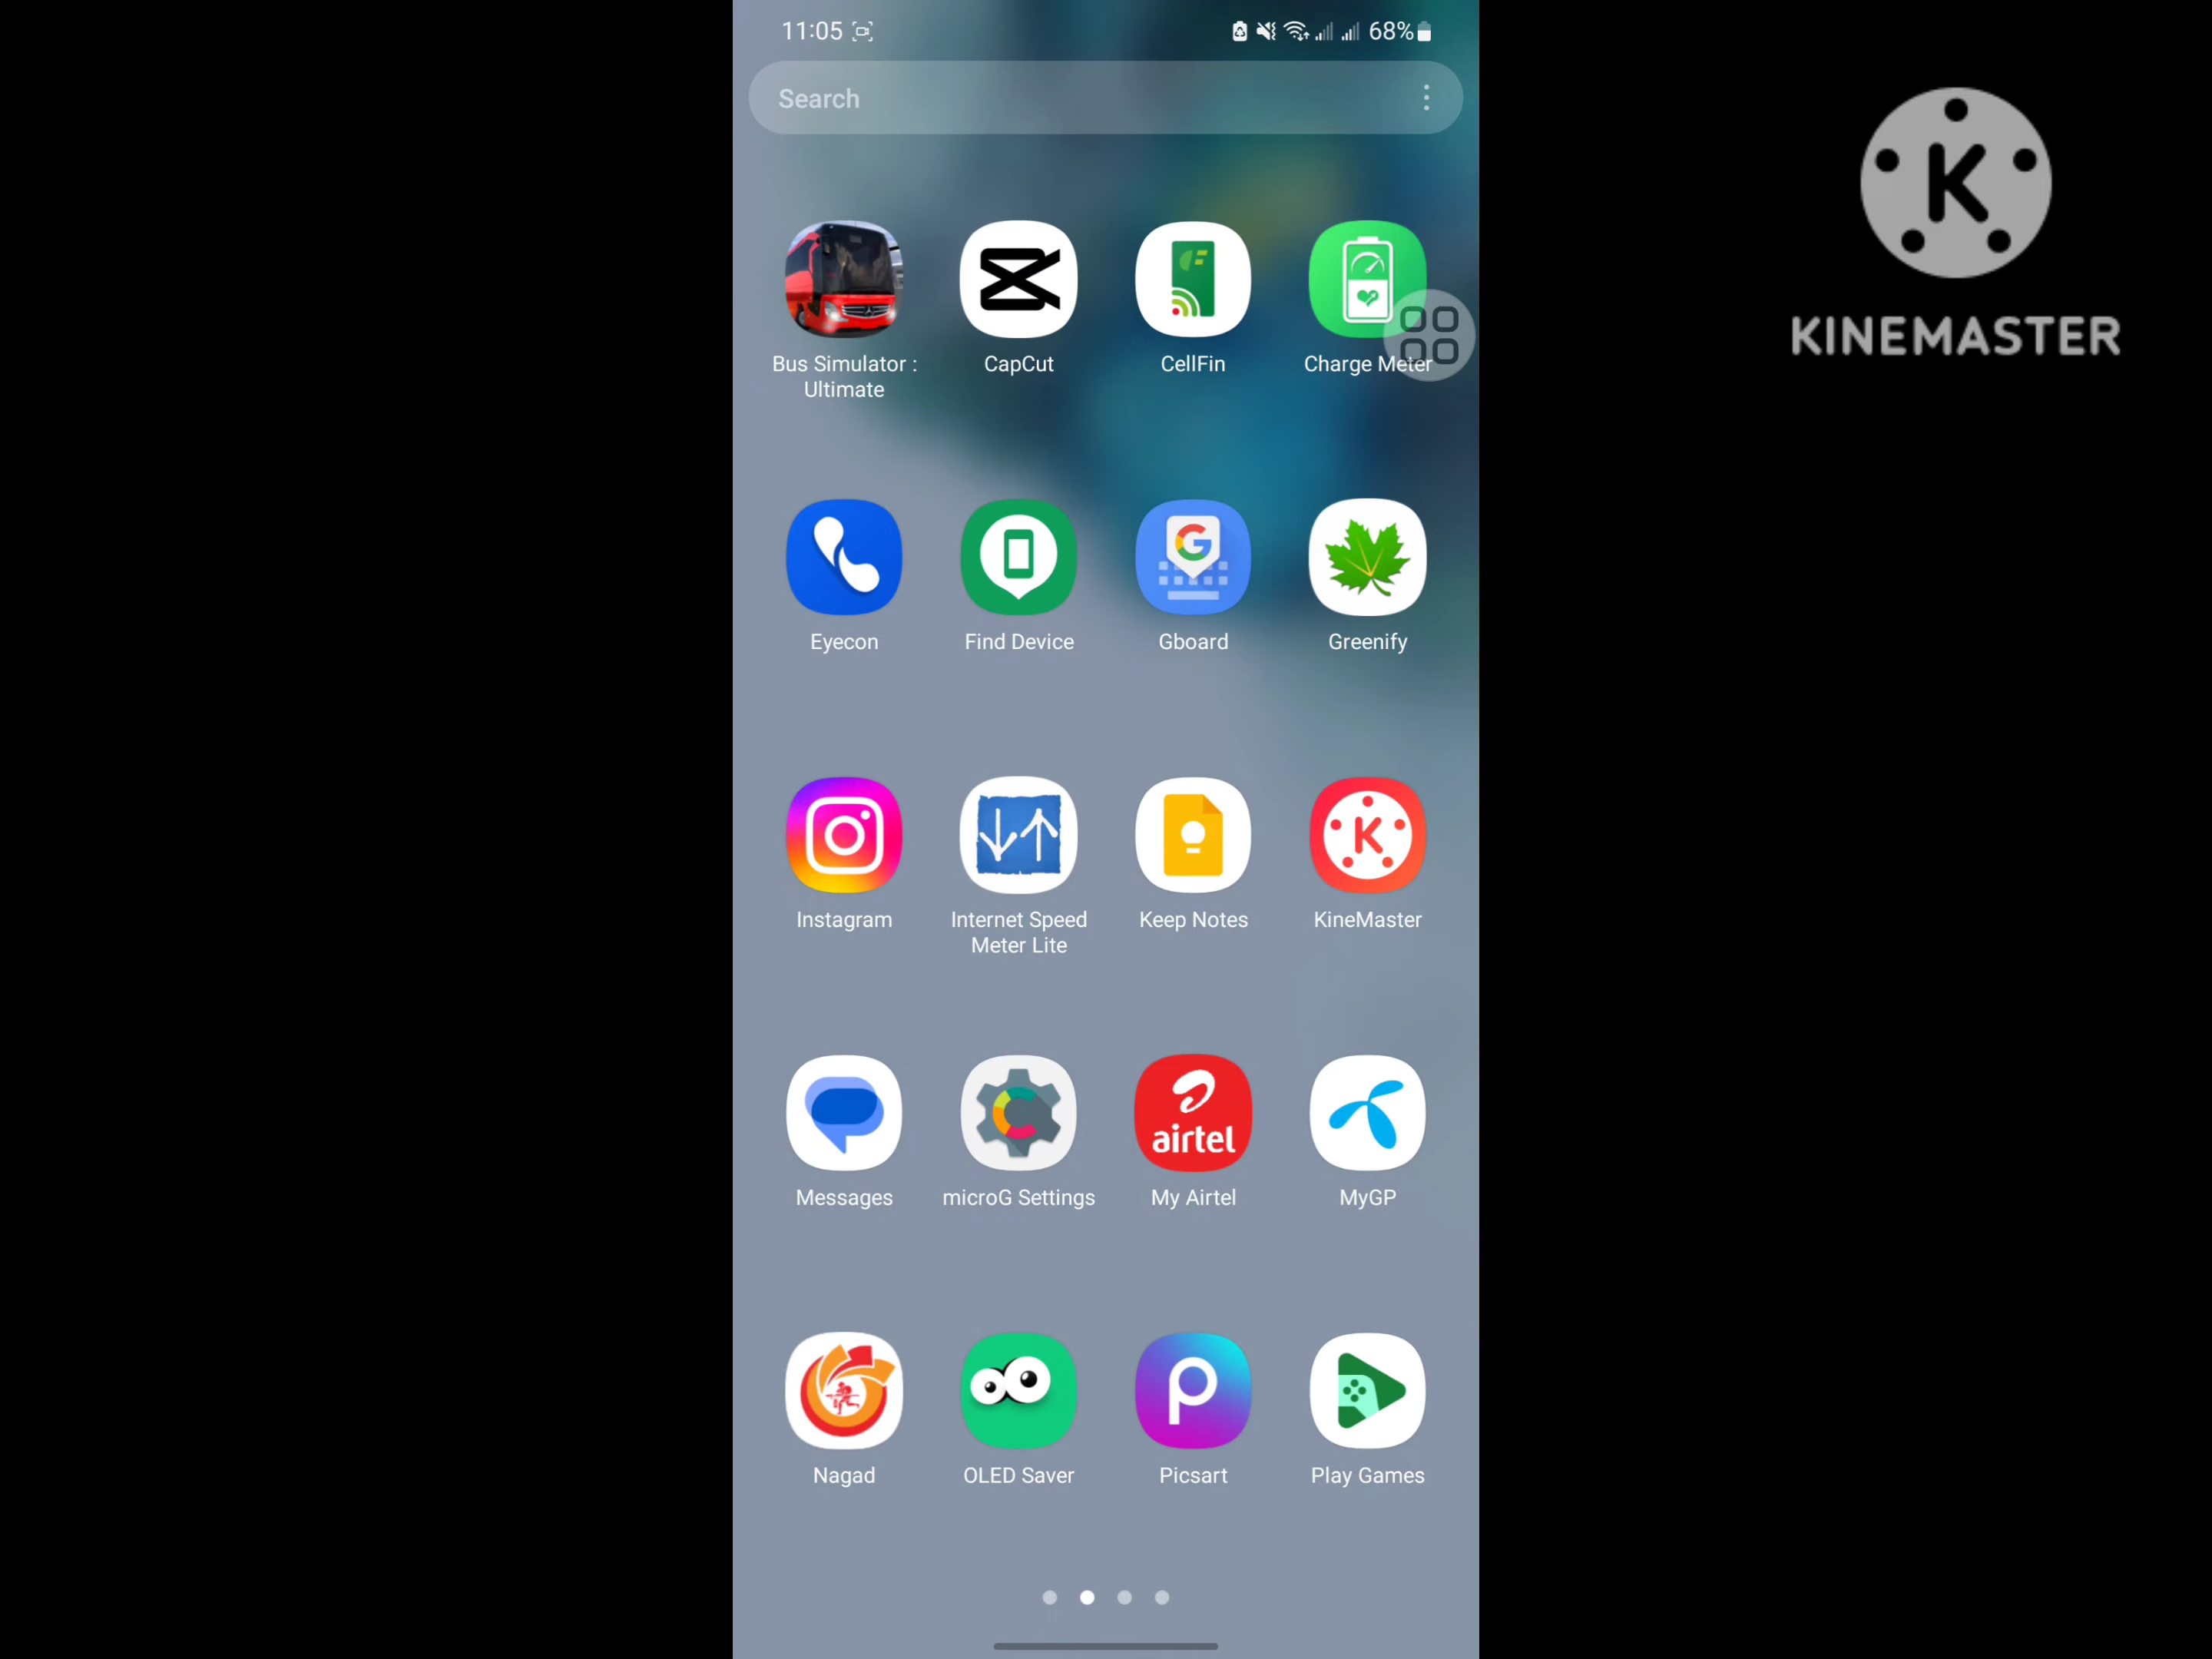 11:05
68%
Search
KINEMASTER
Bus Simulator :
Ultimate
CapCut
CellFin
Charge Meter
Eyecon
Find Device
Gboard
Greenify
Instagram
Internet Speed
Meter Lite
Keep Notes
KineMaster
airtel
Messages
microG Settings
My Airtel
MyGP
Nagad
OLED Saver
Picsart
Play Games